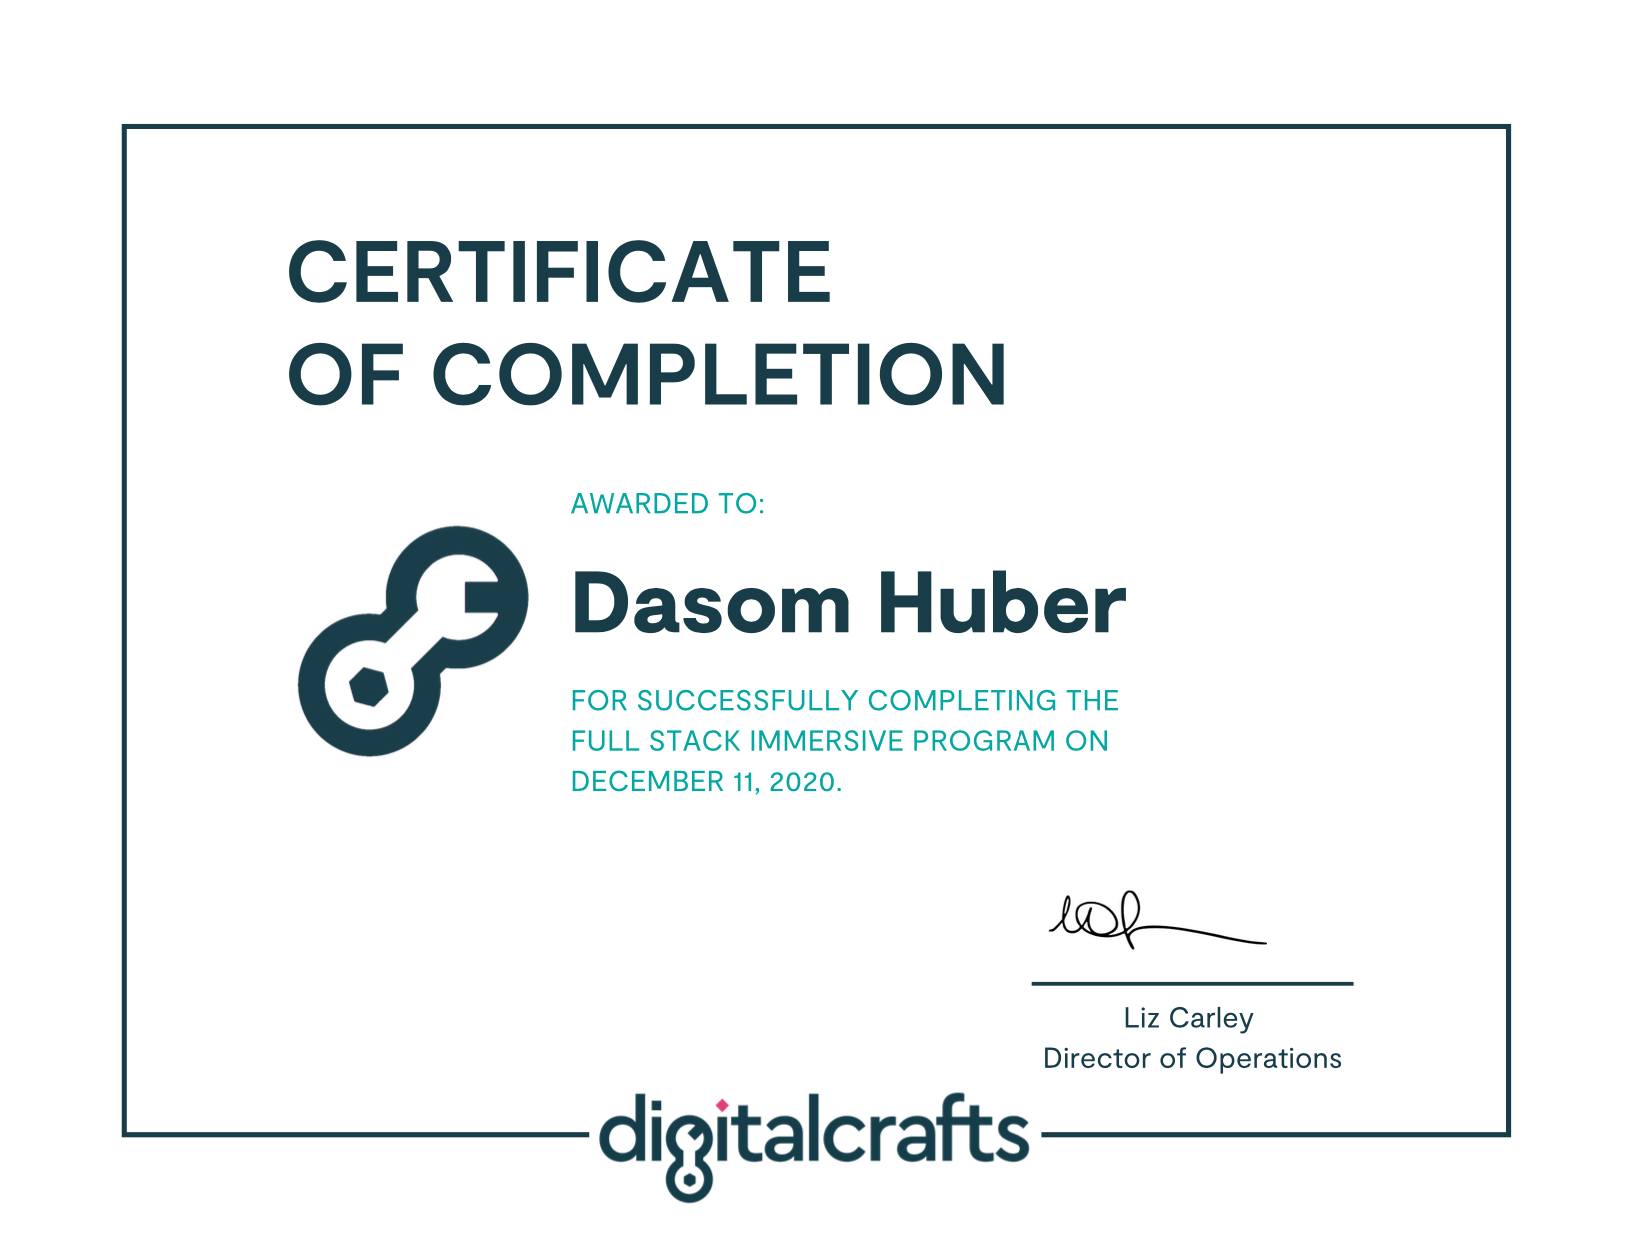 CERTIFICATE
OF COMPLETION
AWARDED TO:
Dasom Huber
FOR SUCCESSFULLY COMPLETING THE
FULL STACK IMMERSIVE PROGRAM ON
DECEMBER 11, 2020.
Liz Carley
Director of Operations
digitalcrafts